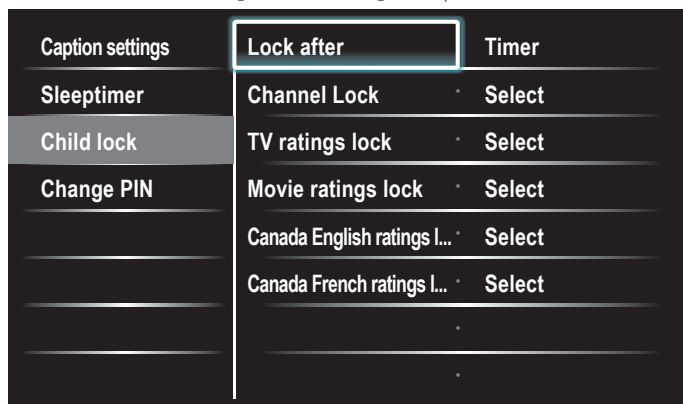 Caption settings Lock after Timer
Sleeptimer Channel Lock Select
Child lock TV ratings lock Select
Change PIN Movie ratings lock Select
Canada English ratings l... Select
Canada French ratings l... Select